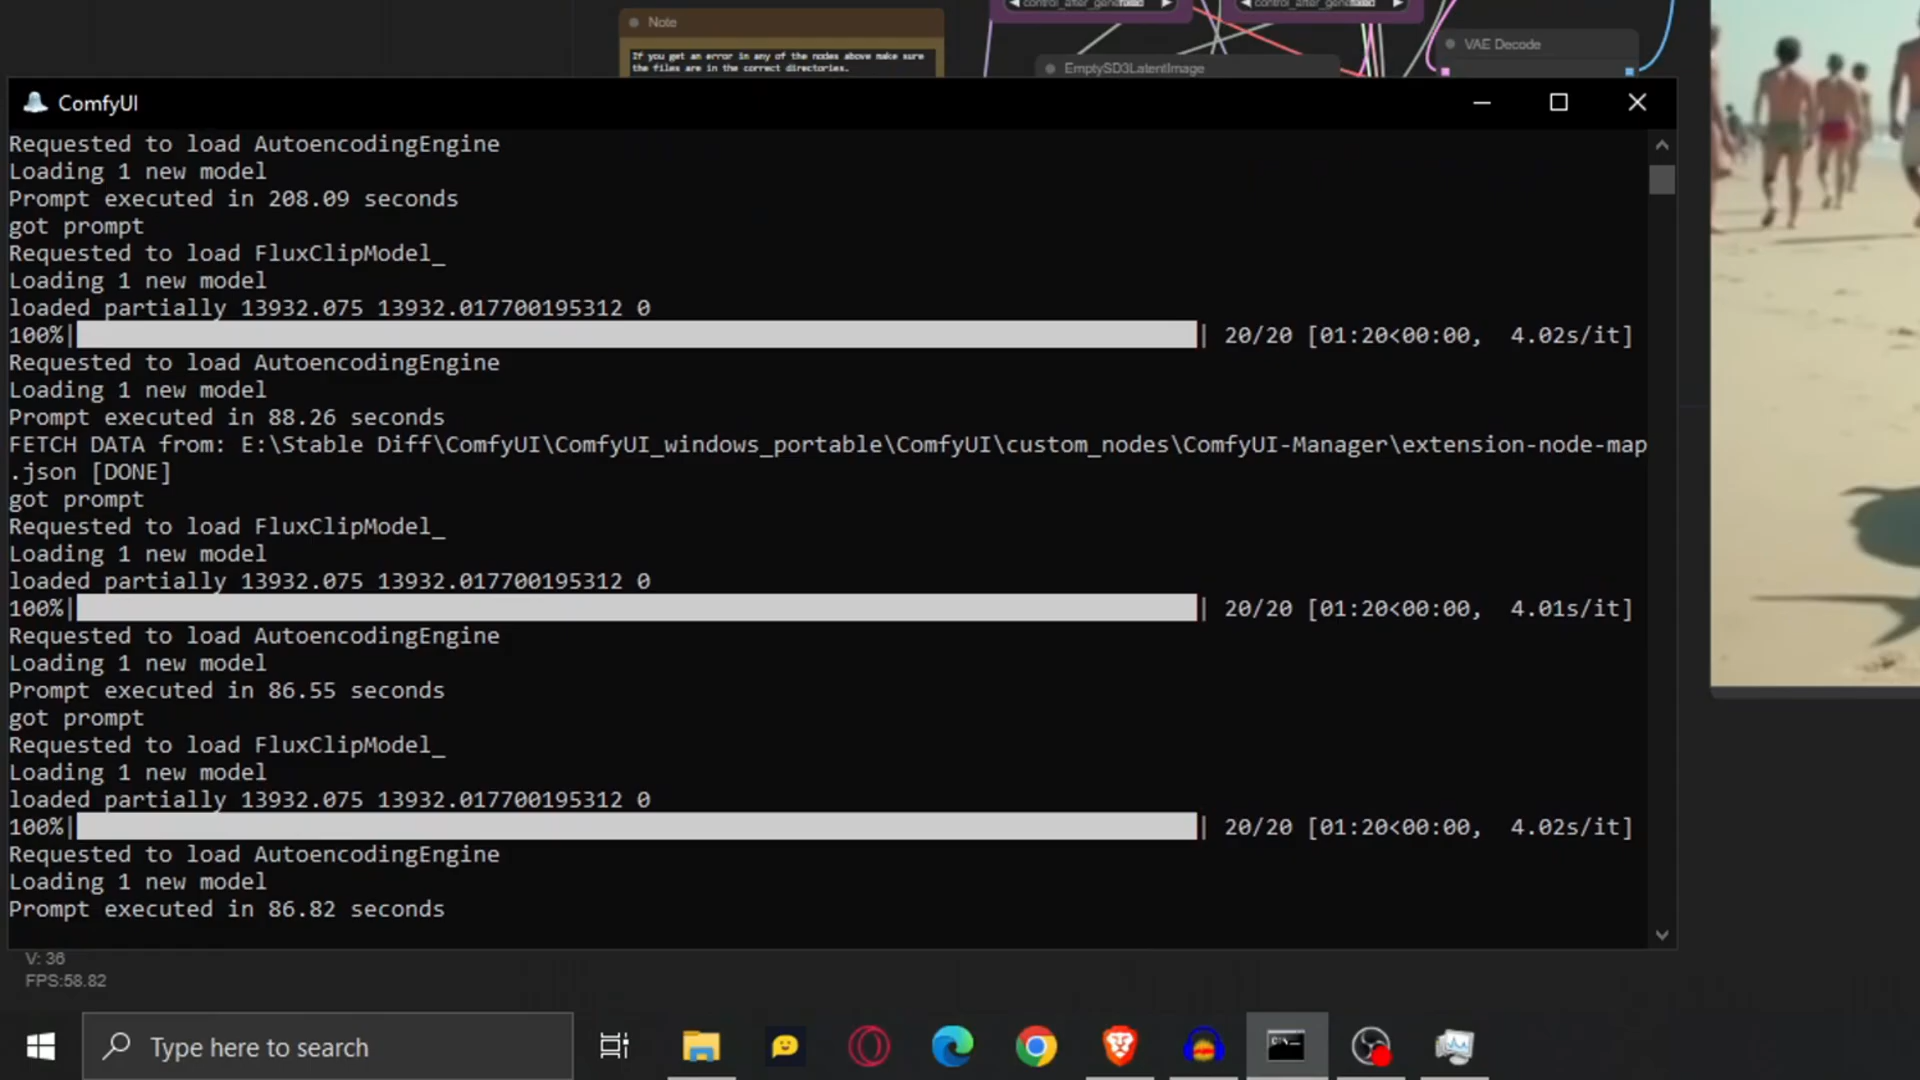 control_after_generate
control_after_generate
Note
If you get an error in any of the nodes above make sure
the files are in the correct directories.
EmptySD3LatentImage
VAE Decode
ComfyUI
Requested to load AutoencodingEngine
Loading 1 new model
Prompt executed in 208.09 seconds
got prompt
Requested to load FluxClipModel_
Loading 1 new model
loaded partially 13932.075 13932.017700195312 0
100%| | 20/20 [01:20<00:00,  4.02s/it]
Requested to load AutoencodingEngine
Loading 1 new model
Prompt executed in 88.26 seconds
FETCH DATA from: E:\Stable Diff\ComfyUI\ComfyUI_windows_portable\ComfyUI\custom_nodes\ComfyUI-Manager\extension-node-map
.json [DONE]
got prompt
Requested to load FluxClipModel_
Loading 1 new model
loaded partially 13932.075 13932.017700195312 0
100%| | 20/20 [01:20<00:00,  4.01s/it]
Requested to load AutoencodingEngine
Loading 1 new model
Prompt executed in 86.55 seconds
got prompt
Requested to load FluxClipModel_
Loading 1 new model
loaded partially 13932.075 13932.017700195312 0
100%| | 20/20 [01:20<00:00,  4.02s/it]
Requested to load AutoencodingEngine
Loading 1 new model
Prompt executed in 86.82 seconds
V: 36
FPS:58.82
Type here to search